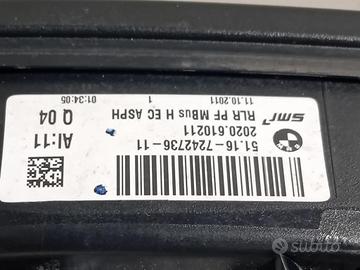 51.16-7242736-11
2020.610211
RLR PF MBus H EC ASPH
smr
11.10.2011
1
01:34:05
AI:11
Q 04
subito